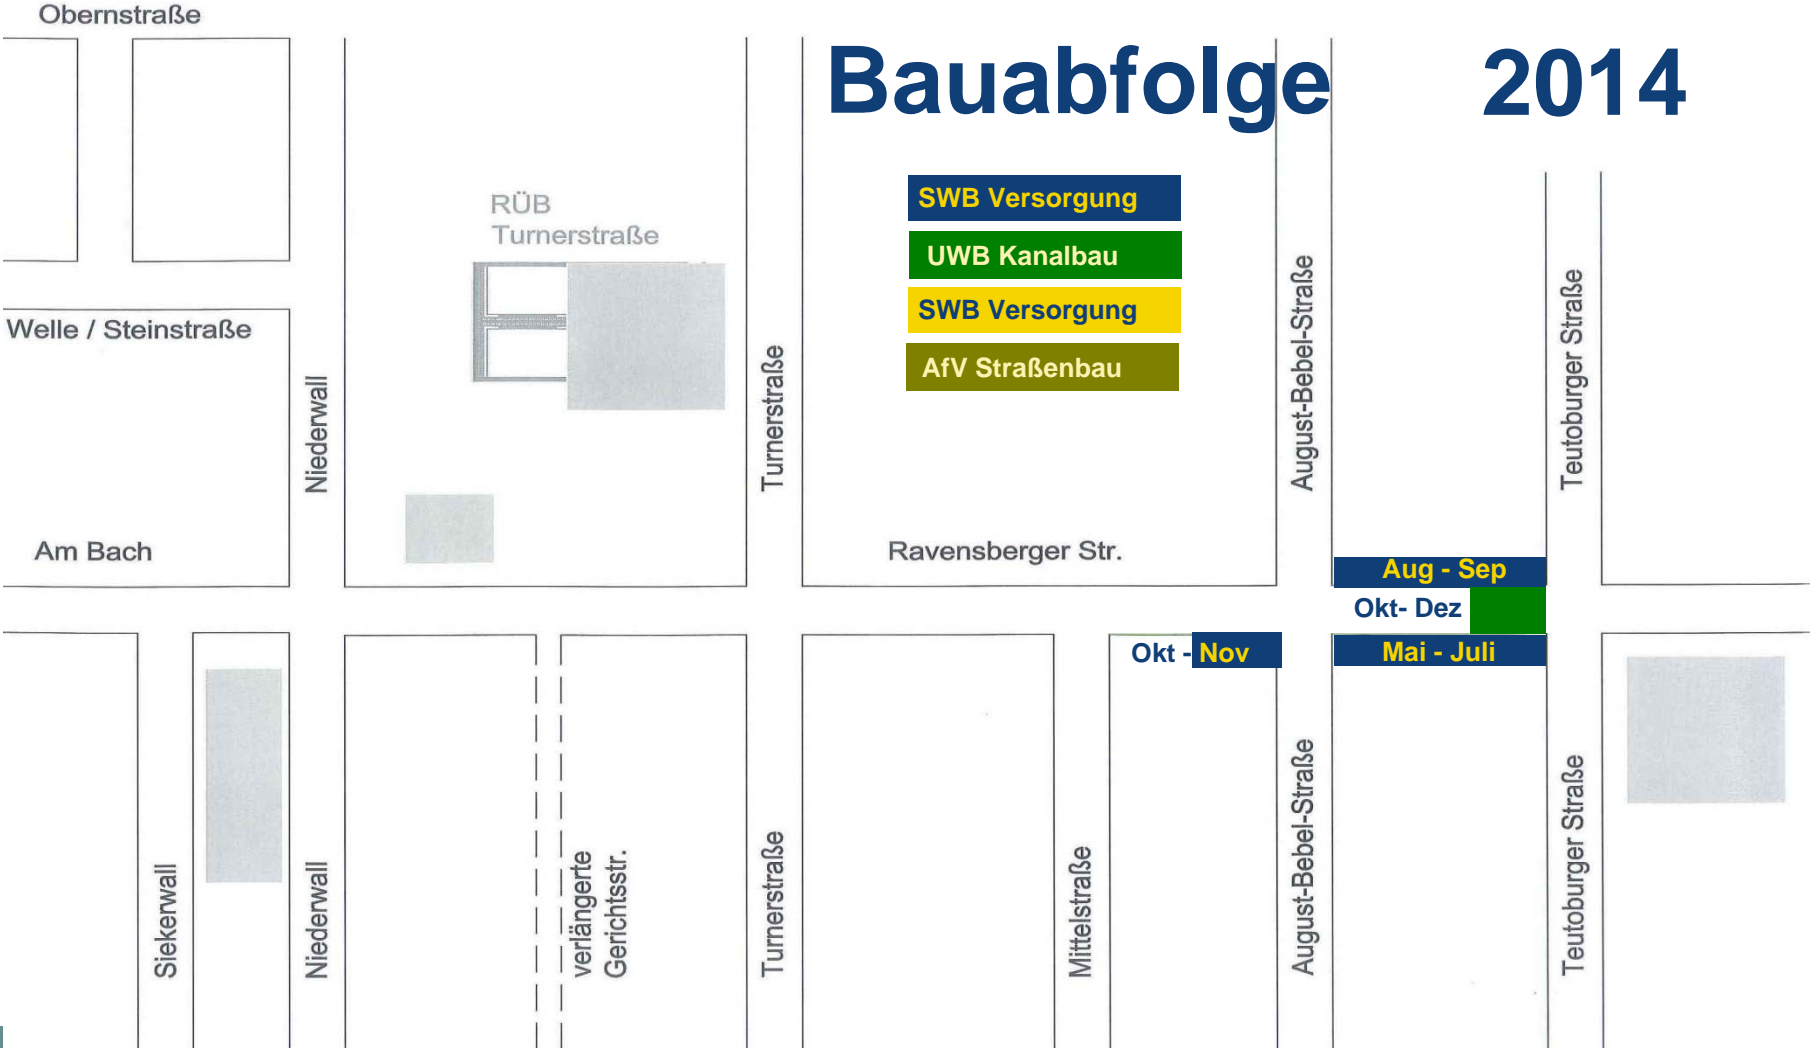 Obernstraße
Bauabfolge 2014
RÜB
Turnerstraße
SWB Versorgung
UWB Kanalbau
SWB Versorgung
AfV Straßenbau
Welle / Steinstraße
Niederwall
Turnerstraße
August-Bebel-Straße
Teutoburger Straße
Am Bach
Ravensberger Str.
Aug - Sep
Okt- Dez
Okt - Nov
Mai - Juli
Siekerwall
Niederwall
verlängerte
Gerichtsstr.
Turnerstraße
Mittelstraße
August-Bebel-Straße
Teutoburger Straße